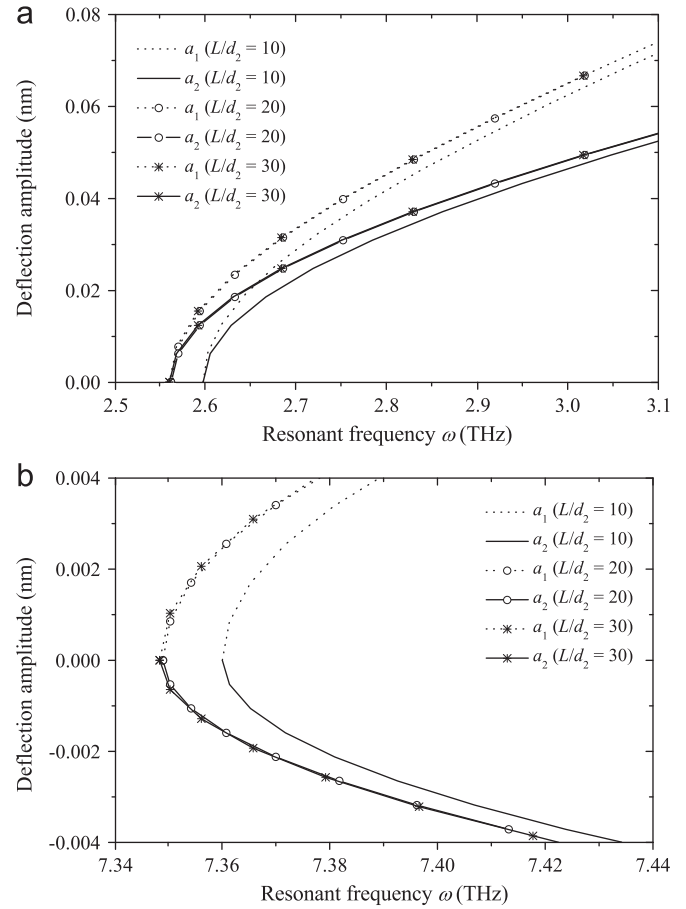 a
0.08
0.06
0.04
0.02
0.00
Deflection amplitude (nm)
a₁ (L/d₂ = 10)
a₂ (L/d₂ = 10)
a₁ (L/d₂ = 20)
a₂ (L/d₂ = 20)
a₁ (L/d₂ = 30)
a₂ (L/d₂ = 30)
2.5 2.6 2.7 2.8 2.9 3.0 3.1
Resonant frequency ω (THz)
b
0.004
0.002
0.000
-0.002
-0.004
Deflection amplitude (nm)
a₁ (L/d₂ = 10)
a₂ (L/d₂ = 10)
a₁ (L/d₂ = 20)
a₂ (L/d₂ = 20)
a₁ (L/d₂ = 30)
a₂ (L/d₂ = 30)
7.34 7.36 7.38 7.40 7.42 7.44
Resonant frequency ω (THz)